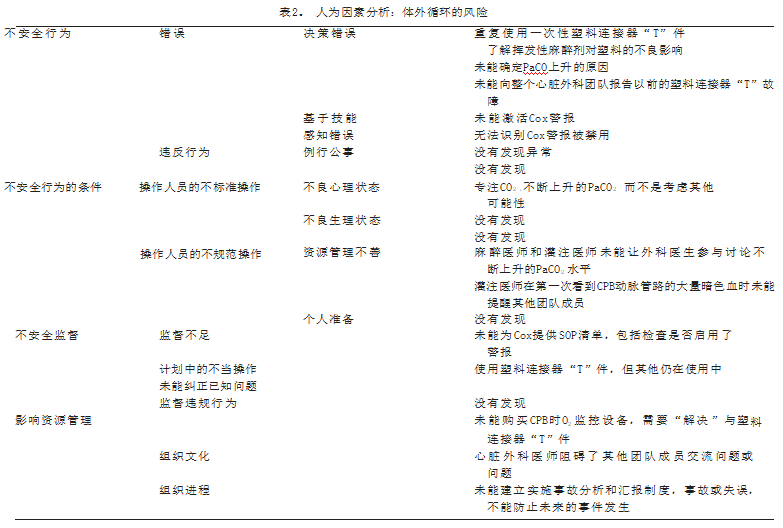 表2. 人为因素分析：体外循环的风险
不安全行为 错误 决策错误 重复使用一次性塑料连接器“T”件
了解挥发性麻醉剂对塑料的不良影响
未能确定PaCO上升的原因
未能向整个心脏外科团队报告以前的塑料连接器“T”故
障
基于技能 未能激活Cox警报
感知错误 无法识别Cox警报被禁用
违反行为 例行公事 没有发现异常
没有发现
不安全行为的条件 操作人员的不标准操作 不良心理状态 专注CO₂,不断上升的PaCO₂ 而不是考虑其他
可能性
不良生理状态 没有发现
没有发现
操作人员的不规范操作 资源管理不善 麻醉医师和灌注医师未能让外科医生参与讨论不
断上升的PaCO₂水平
灌注医师在第一次看到CPB动脉管路的大量暗色血时未能
提醒其他团队成员
个人准备 没有发现
不安全监督 监督不足 未能为Cox提供SOP清单，包括检查是否启用了
警报
计划中的不当操作 使用塑料连接器“T”件，但其他仍在使用中
未能纠正已知问题
监督违规行为 没有发现
影响资源管理 未能购买CPB时O₂监控设备，需要“解决”与塑料
连接器“T”件
组织文化 心脏外科医师阻碍了其他团队成员交流问题或
问题
组织进程 未能建立实施事故分析和汇报制度，事故或失误，
不能防止未来的事件发生